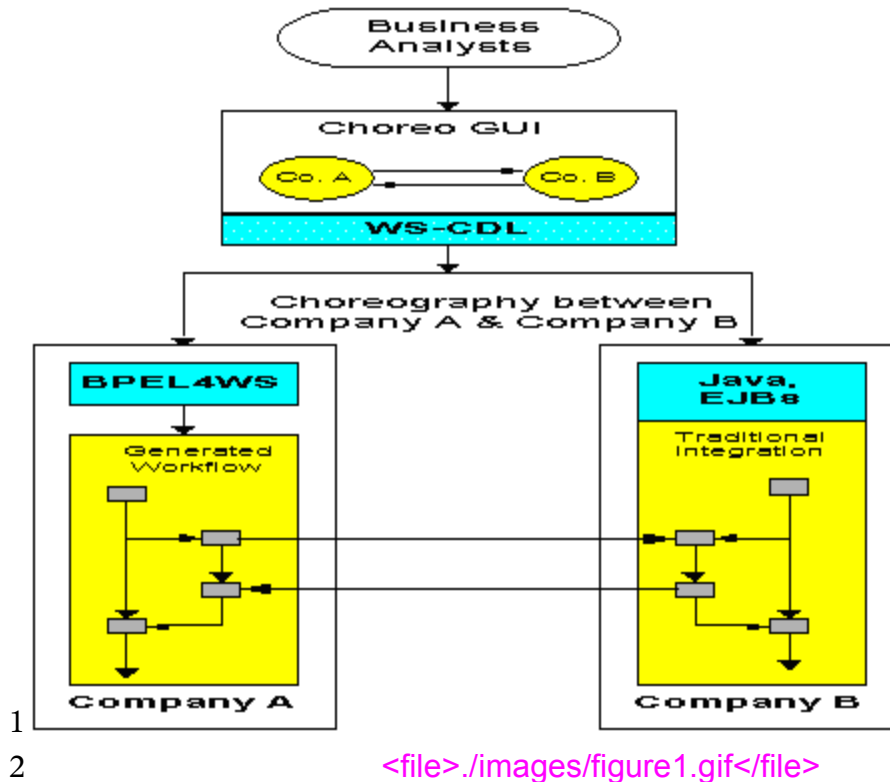 Business
Analysts
Choreo GUI
Co. A
Co. B
WS-CDL
Choreography between
Company A & Company B
BPEL4WS
Generated
Workflow
Company A
Java,
EJBs
Traditional
Integration
Company B
1
2 <file>./images/figure1.gif</file>